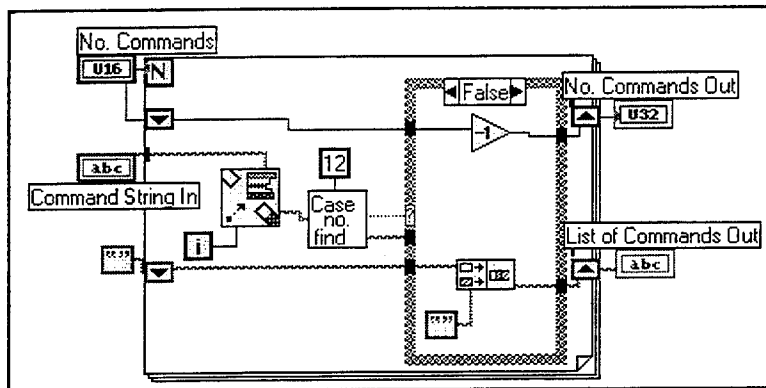 No. Commands
U16
N
False
No. Commands Out
U32
-1
abc
12
Command String In
Case
no.
find
?
i
List of Commands Out
""
abc
""